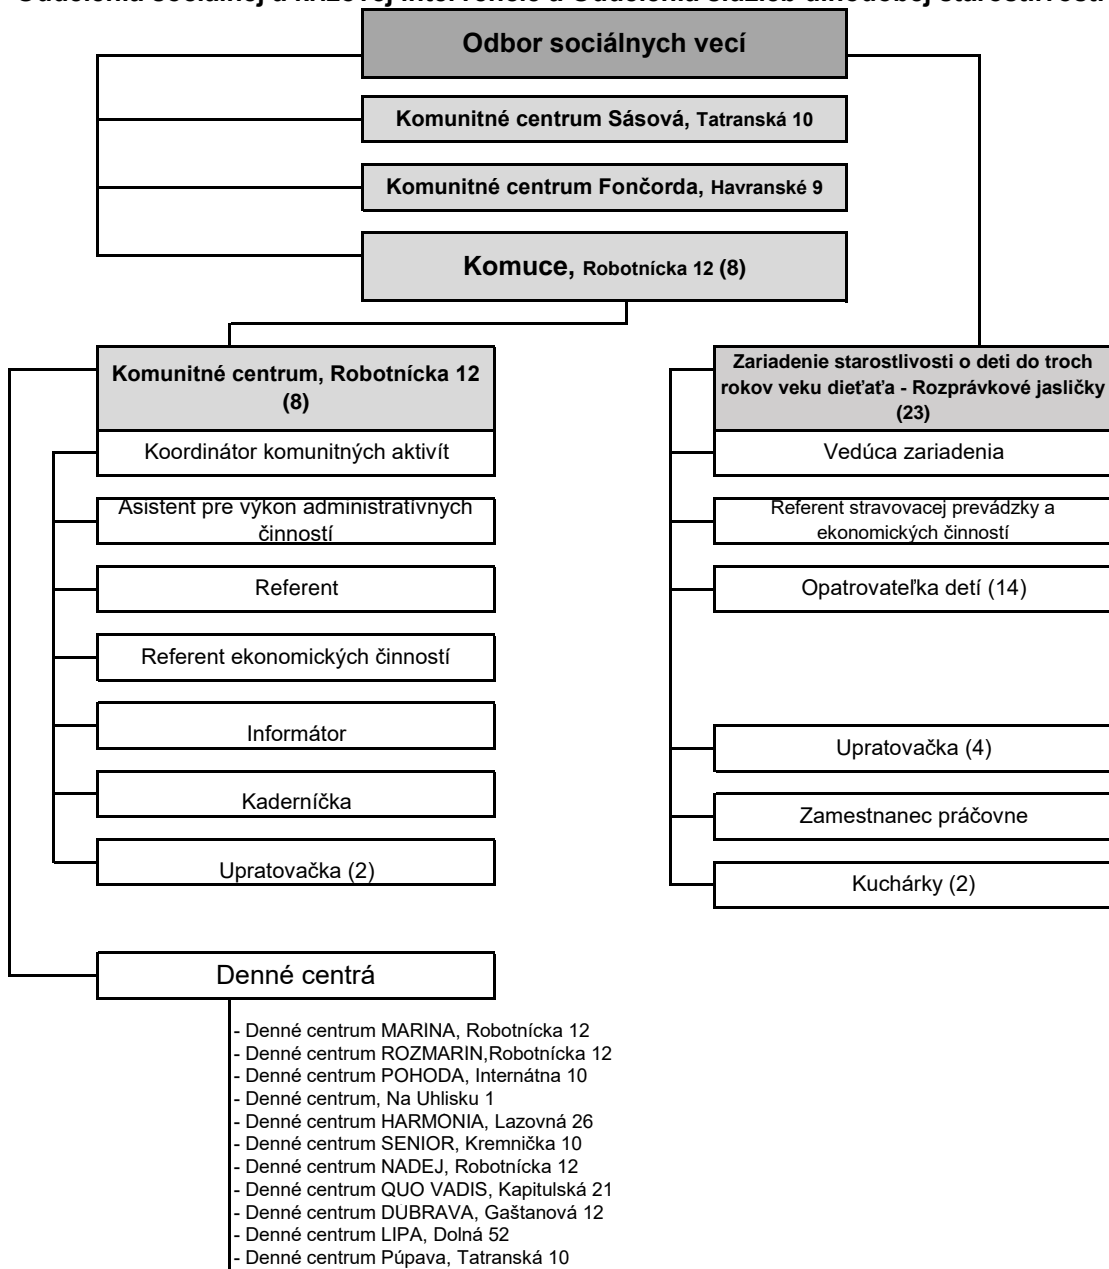 Odbor sociálnych vecí
Komunitné centrum Sásová, Tatranská 10
Komunitné centrum Fončorda, Havranské 9
Komuce, Robotnícka 12 (8)
Komunitné centrum, Robotnícka 12
(8)
Koordinátor komunitných aktivít
Asistent pre výkon administratívnych
činností
Referent
Referent ekonomických činností
Informátor
Kaderníčka
Upratovačka (2)
Zariadenie starostlivosti o deti do troch
rokov veku dieťaťa - Rozprávkové jasličky
(23)
Vedúca zariadenia
Referent stravovacej prevádzky a
ekonomických činností
Opatrovateľka detí (14)
Upratovačka (4)
Zamestnanec práčovne
Kuchárky (2)
Denné centrá
- Denné centrum MARINA, Robotnícka 12
- Denné centrum ROZMARIN,Robotnícka 12
- Denné centrum POHODA, Internátna 10
- Denné centrum, Na Uhlisku 1
- Denné centrum HARMONIA, Lazovná 26
- Denné centrum SENIOR, Kremnička 10
- Denné centrum NADEJ, Robotnícka 12
- Denné centrum QUO VADIS, Kapitulská 21
- Denné centrum DUBRAVA, Gaštanová 12
- Denné centrum LIPA, Dolná 52
- Denné centrum Púpava, Tatranská 10